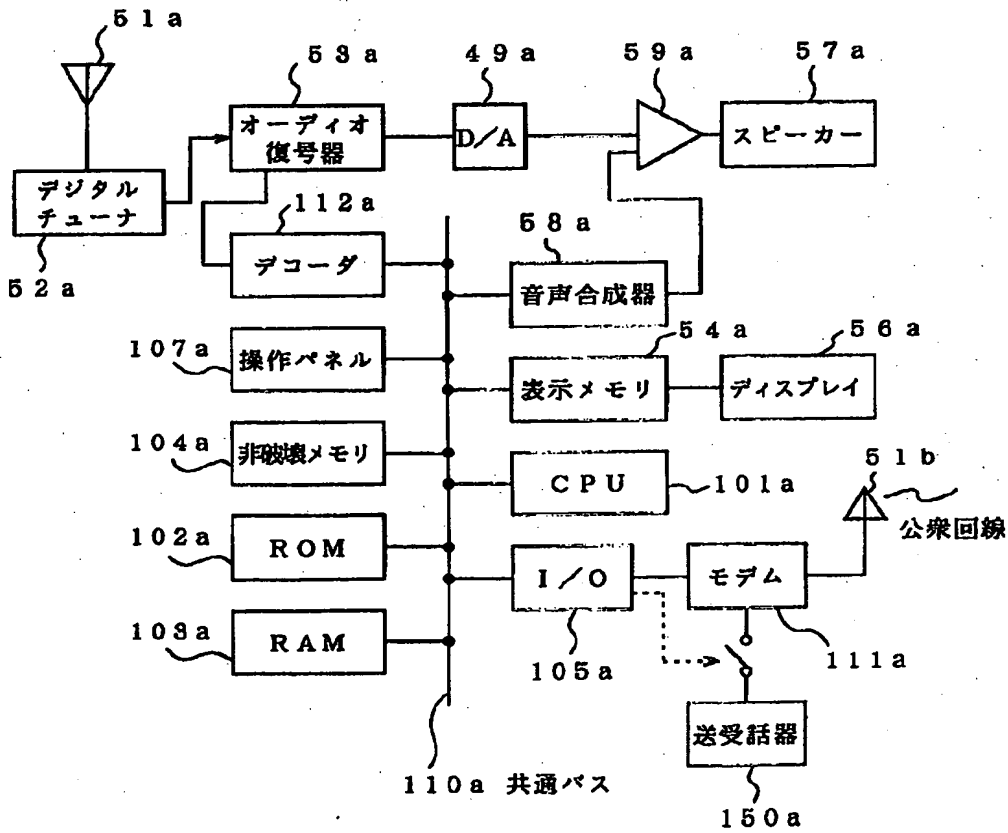 51a
53a
49a
59a
57a
オーディオ
復号器
D/A
スピーカー
デジタル
チューナ
52a
112a
デコーダ
58a
音声合成器
107a
操作パネル
54a
表示メモリ
56a
ディスプレイ
104a
非破壊メモリ
CPU
101a
51b
公衆回線
102a
ROM
I/O
105a
モデム
111a
103a
RAM
送受話器
150a
110a 共通バス